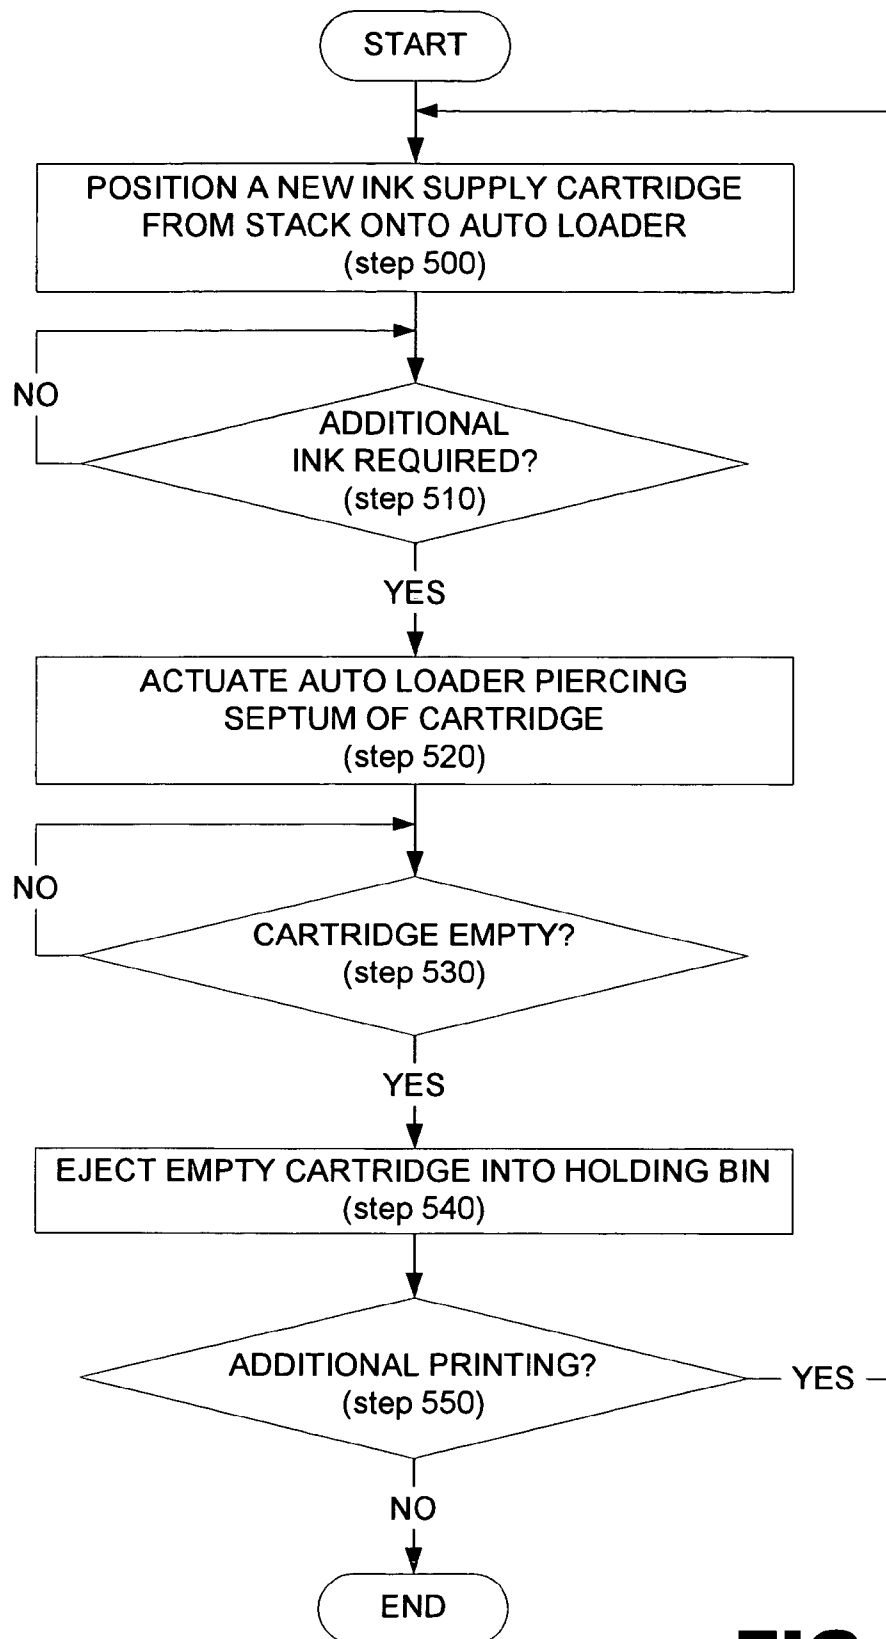 START
POSITION A NEW INK SUPPLY CARTRIDGE
FROM STACK ONTO AUTO LOADER
(step 500)
NO
ADDITIONAL
INK REQUIRED?
(step 510)
YES
ACTUATE AUTO LOADER PIERCING
SEPTUM OF CARTRIDGE
(step 520)
NO
CARTRIDGE EMPTY?
(step 530)
YES
EJECT EMPTY CARTRIDGE INTO HOLDING BIN
(step 540)
ADDITIONAL PRINTING?
(step 550)
YES
NO
END